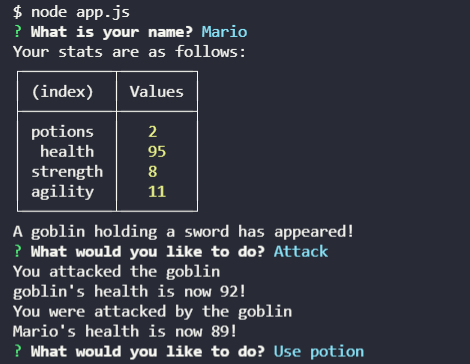 $ node app.js
? What is your name? Mario
Your stats are as follows:
(index) Values
potions 2
health 95
strength 8
agility 11
A goblin holding a sword has appeared!
? What would you like to do? Attack
You attacked the goblin
goblin's health is now 92!
You were attacked by the goblin
Mario's health is now 89!
? What would you like to do? Use potion